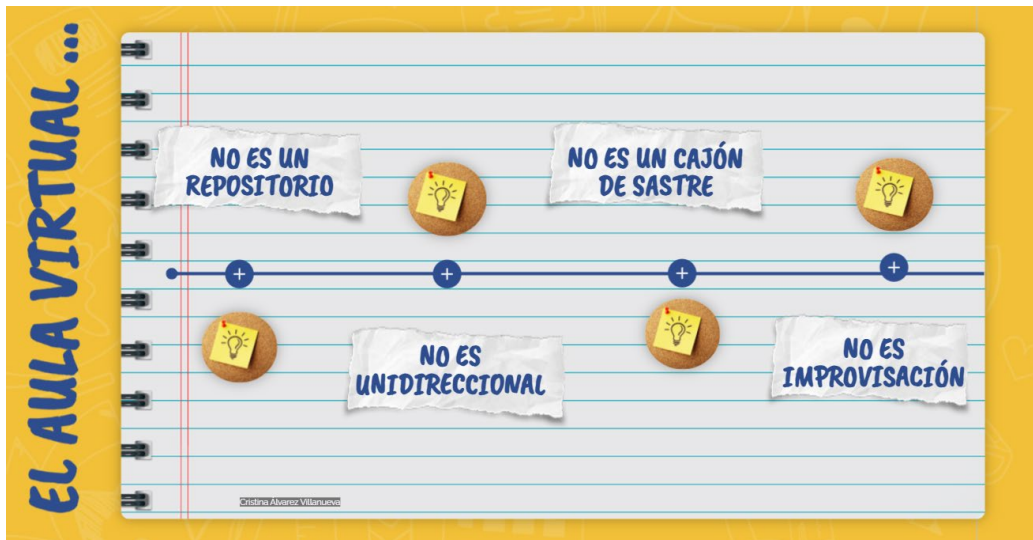 EL AULA VIRTUAL ...
NO ES UN
REPOSITORIO
NO ES
UNIDIRECCIONAL
NO ES UN CAJÓN
DE SASTRE
NO ES
IMPROVISACIÓN
Cristina Alvarez Villanueva